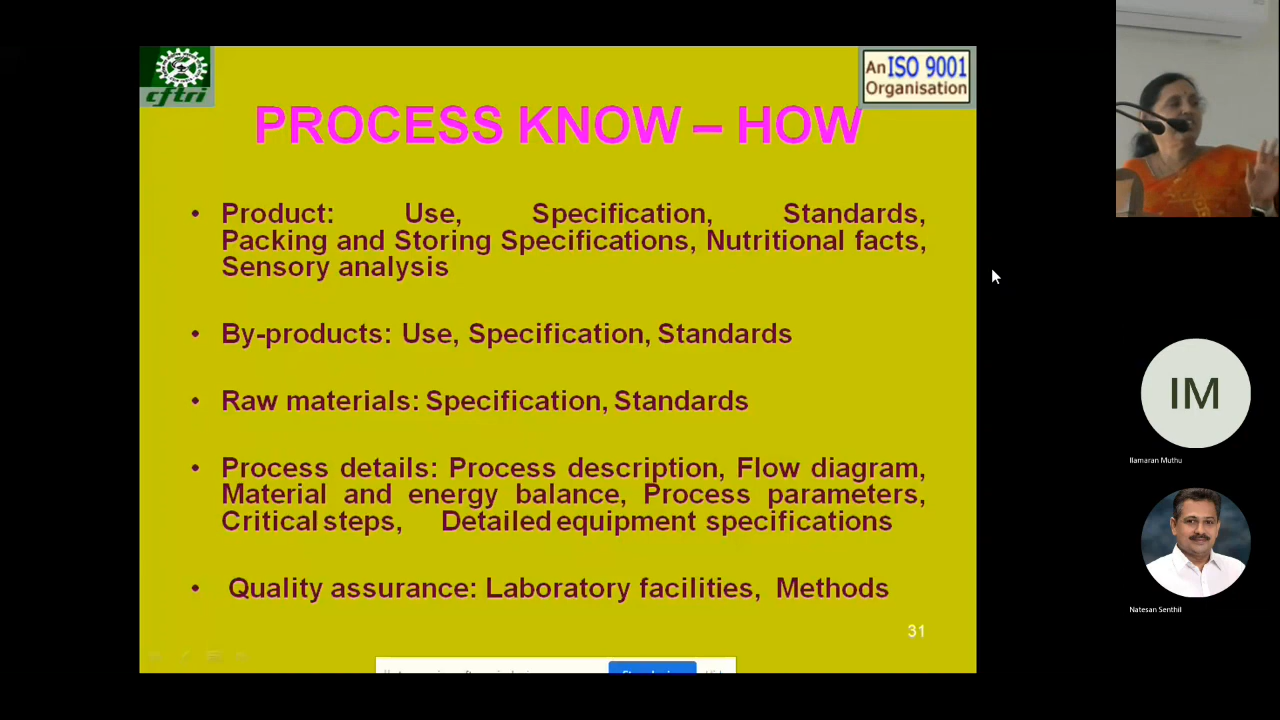 cftri
An ISO 9001
Organisation
PROCESS KNOW – HOW
• Product: Use, Specification, Standards,
Packing and Storing Specifications, Nutritional facts,
Sensory analysis
• By-products: Use, Specification, Standards
• Raw materials: Specification, Standards
• Process details: Process description, Flow diagram,
Material and energy balance, Process parameters,
Critical steps, Detailed equipment specifications
• Quality assurance: Laboratory facilities, Methods
31
IM
Ilamaran Muthu
Natesan Senthil